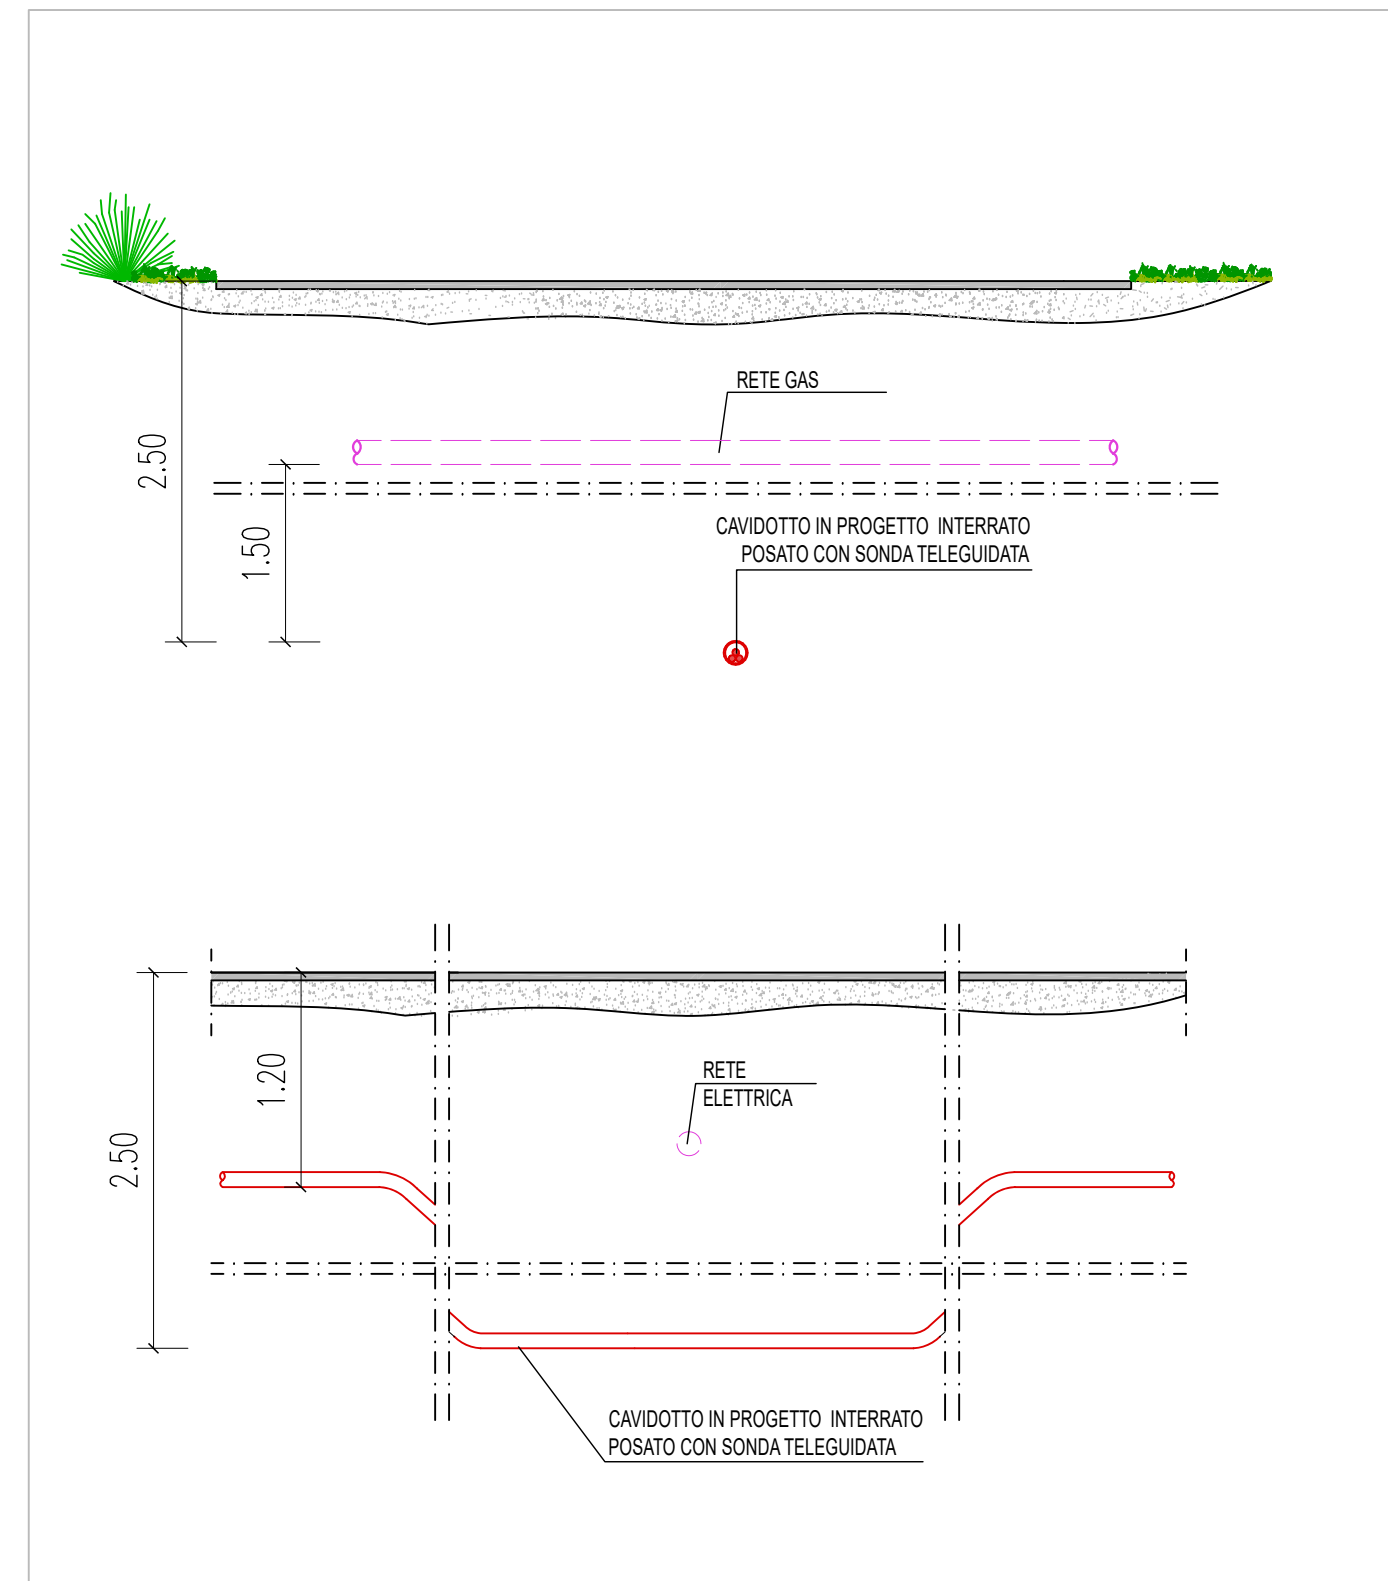 RETE GAS
2.50
1.50
CAVIDOTTO IN PROGETTO INTERRATO
POSATO CON SONDA TELEGUIDATA
1.20
RETE
ELETTRICA
2.50
CAVIDOTTO IN PROGETTO INTERRATO
POSATO CON SONDA TELEGUIDATA